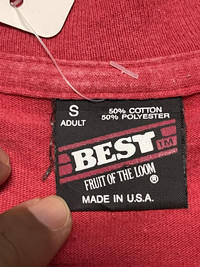 S
ADULT
50% COTTON
50% POLYESTER
BEST TM
FRUIT OF THE LOOM ®
MADE IN U.S.A.